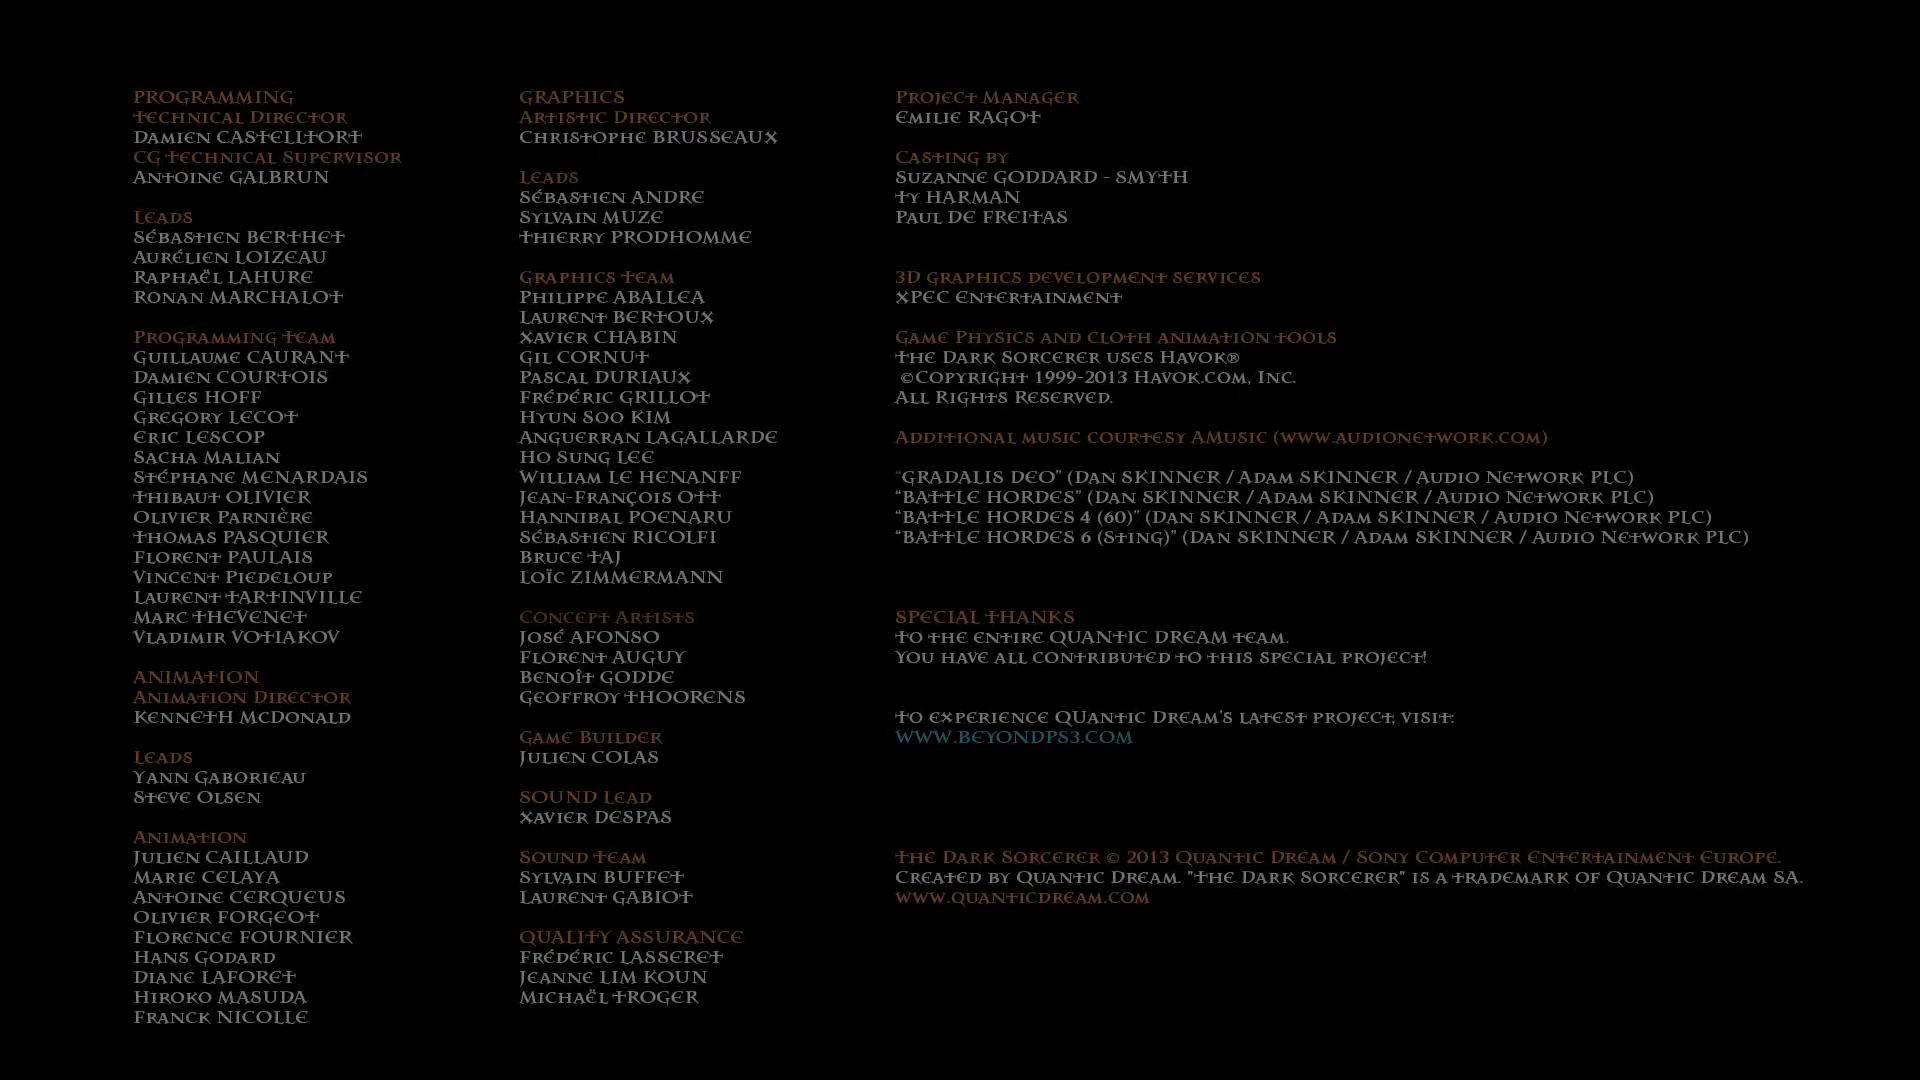 PROGRAMMING
Technical Director
Damien CASTELLTORT
CG Technical Supervisor
Antoine GALBRUN
Leads
Sébastien BERTHET
Aurélien LOIZEAU
Raphaël LAHURE
Ronan MARCHALOT
Programming Team
Guillaume CAURANT
Damien COURTOIS
Gilles HOFF
Gregory LECOT
Eric LESCOP
Sacha Malian
Stéphane MENARDAIS
Thibaut OLIVIER
Olivier Parnière
Thomas PASQUIER
Florent PAULAIS
Vincent Piedeloup
Laurent TARTINVILLE
Marc THEVENET
Vladimir VOTIAKOV
ANIMATION
Animation Director
Kenneth McDonald
Leads
Yann Gaborieau
Steve Olsen
Animation
Julien CAILLAUD
Marie CELAYA
Antoine CERQUEUS
Olivier FORGEOT
Florence FOURNIER
Hans Godard
Diane LAFORET
Hiroko MASUDA
Franck NICOLLE
GRAPHICS
Artistic Director
Christophe BRUSSEAUX
Leads
Sébastien ANDRE
Sylvain MUZE
Thierry PRODHOMME
Graphics Team
Philippe ABALLEA
Laurent BERTOUX
Xavier CHABIN
Gil CORNUT
Pascal DURIAUX
Frédéric GRILLOT
Hyun Soo KIM
Anguerran LAGALLARDE
Ho Sung LEE
William LE HENANFF
Jean-François OTT
Hannibal POENARU
Sébastien RICOLFI
Bruce TAJ
Loïc ZIMMERMANN
Concept Artists
José AFONSO
Florent AUGUY
Benoît GODDE
Geoffroy THOORENS
Game Builder
Julien COLAS
SOUND Lead
Xavier DESPAS
Sound Team
Sylvain BUFFET
Laurent GABIOT
QUALITY ASSURANCE
Frédéric LASSERET
Jeanne LIM KOUN
Michaël TROGER
Project Manager
Emilie RAGOT
Casting by
Suzanne GODDARD - SMYTH
Ty HARMAN
Paul DE FREITAS
3D graphics development services
XPEC Entertainment
Game Physics and cloth animation tools
The Dark Sorcerer uses Havok®
©Copyright 1999-2013 Havok.com, Inc.
All Rights Reserved.
Additional music courtesy AMusic (www.audionetwork.com)
“GRADALIS DEO” (Dan SKINNER / Adam SKINNER / Audio Network PLC)
“BATTLE HORDES” (Dan SKINNER / Adam SKINNER / Audio Network PLC)
“BATTLE HORDES 4 (60)” (Dan SKINNER / Adam SKINNER / Audio Network PLC)
“BATTLE HORDES 6 (Sting)” (Dan SKINNER / Adam SKINNER / Audio Network PLC)
SPECIAL THANKS
To the entire QUANTIC DREAM team.
You have all contributed to this special project!
To experience Quantic Dream's latest project, visit:
WWW.BEYONDPS3.COM
The Dark Sorcerer © 2013 Quantic Dream / Sony Computer Entertainment Europe.
Created by Quantic Dream. "The Dark Sorcerer" is a trademark of Quantic Dream SA.
www.quanticdream.com